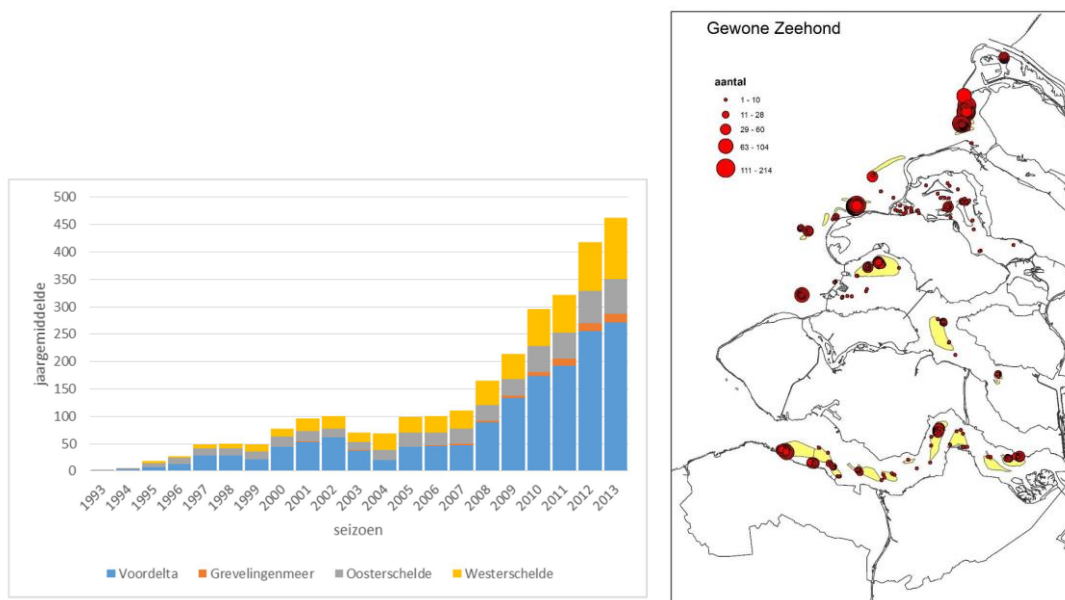 500
450
400
350
300
250
200
150
100
50
0
jaargemiddelde
1993
1994
1995
1996
1997
1998
1999
2000
2001
2002
2003
2004
2005
2006
2007
2008
2009
2010
2011
2012
2013
seizoen
Voordelta
Grevelingenmeer
Oosterschelde
Westerschelde
Gewone Zeehond
aantal
1 - 10
11 - 28
29 - 60
63 - 104
111 - 214